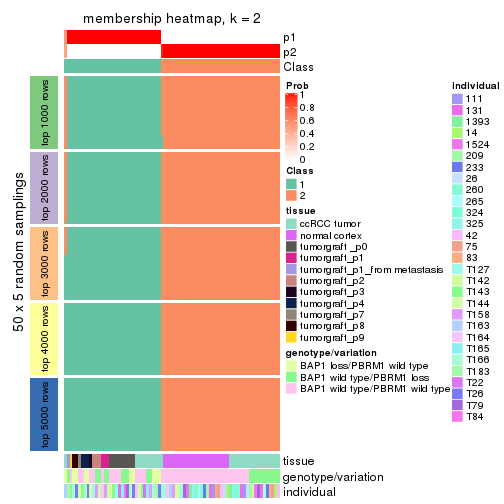 membership heatmap, k = 2
p1
p2
Class
50 x 5 random samplings
top 1000 rows
top 2000 rows
top 3000 rows
top 4000 rows
top 5000 rows
tissue
genotype/variation
individual
Prob
1
0.8
0.6
0.4
0.2
0
Class
1
2
tissue
ccRCC tumor
normal cortex
tumorgraft _p0
tumorgraft_p1
tumorgraft_p1_from metastasis
tumorgraft_p2
tumorgraft_p3
tumorgraft_p4
tumorgraft_p7
tumorgraft_p8
tumorgraft_p9
genotype/variation
BAP1 loss/PBRM1 wild type
BAP1 wild type/PBRM1 loss
BAP1 wild type/PBRM1 wild type
individual
111
131
1393
14
1524
209
233
26
260
265
324
325
42
75
83
T127
T142
T143
T144
T158
T163
T164
T165
T166
T183
T22
T26
T79
T84